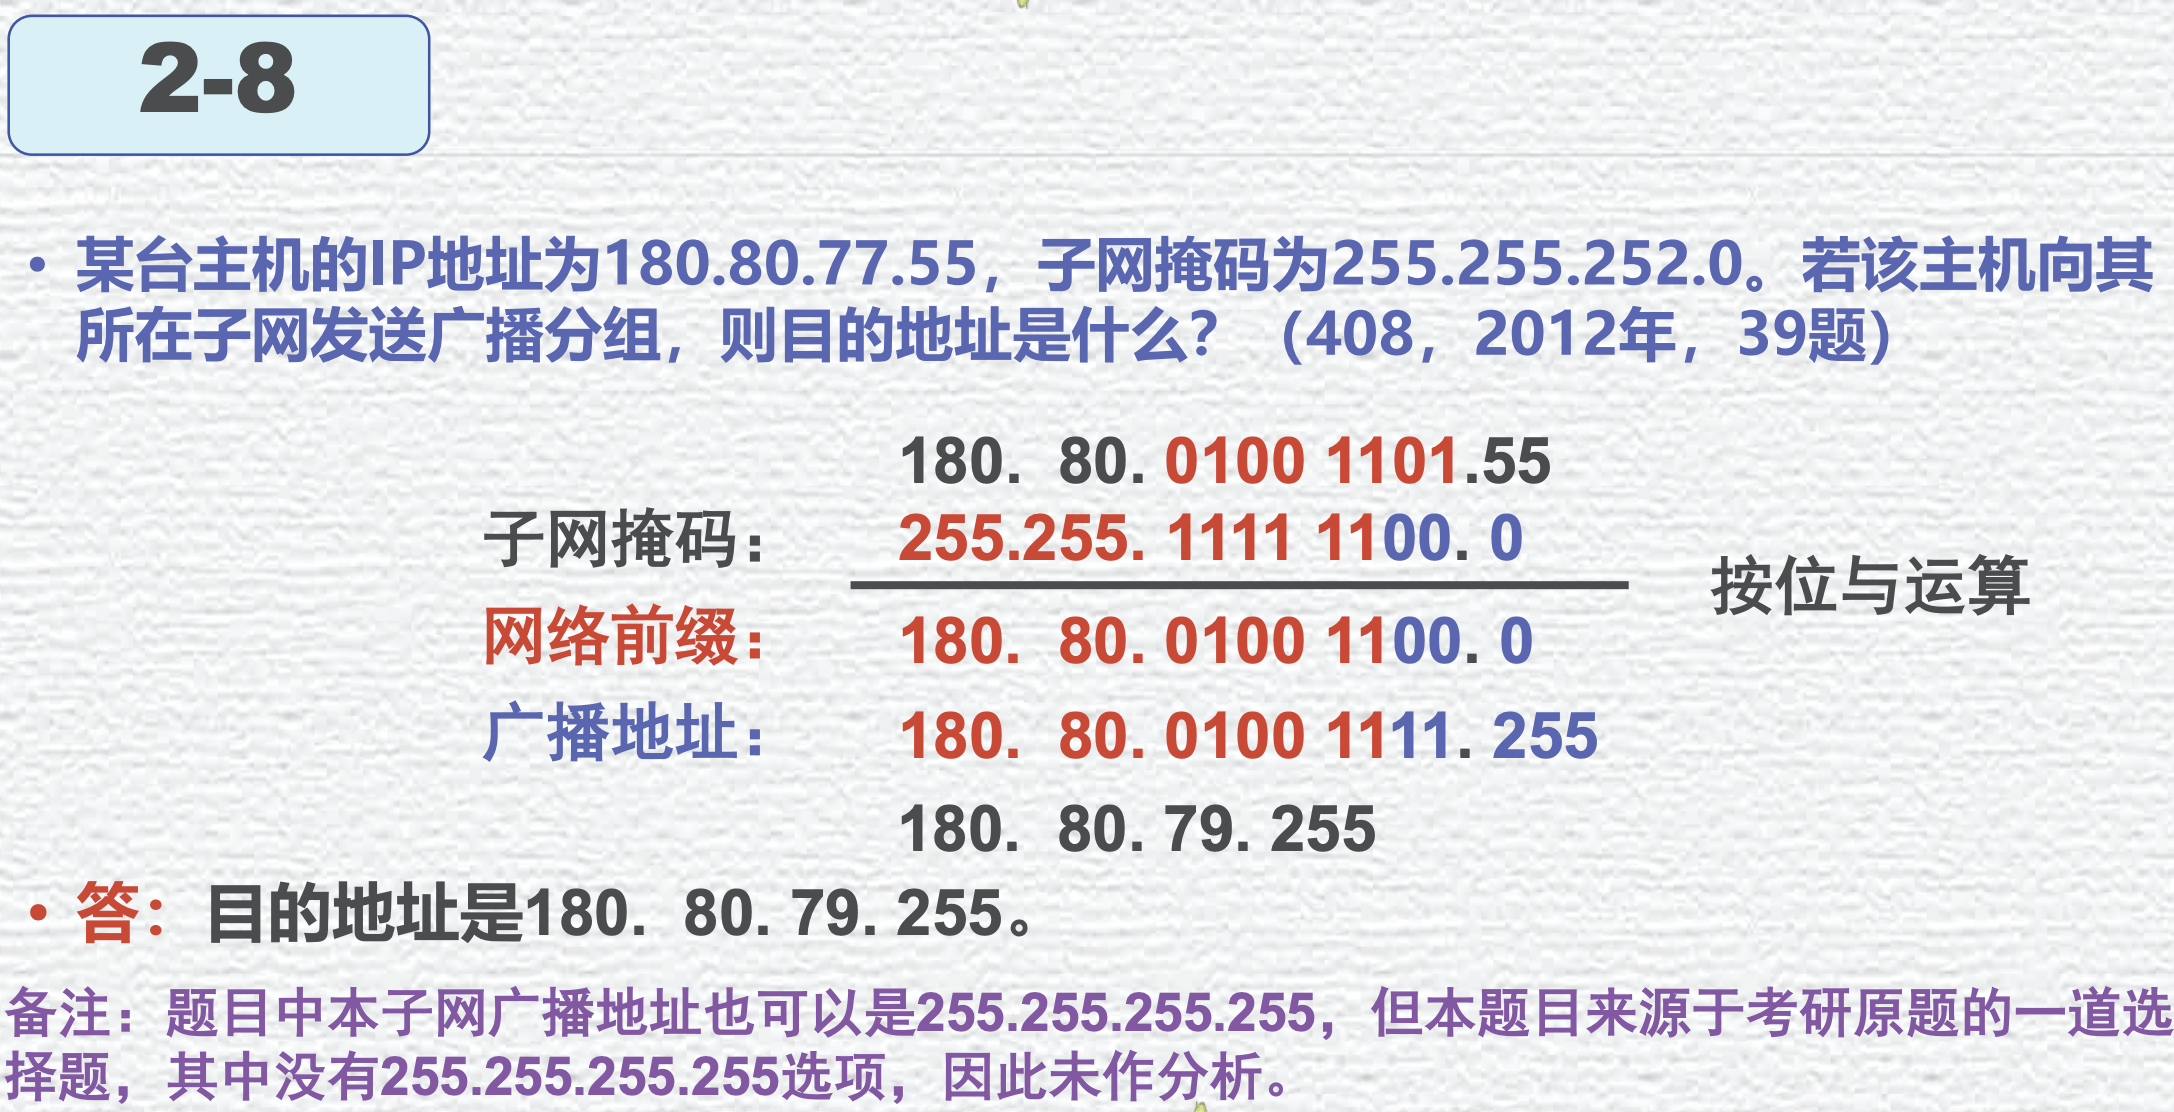 2-8
• 某台主机的IP地址为180.80.77.55，子网掩码为255.255.252.0。若该主机向其
所在子网发送广播分组，则目的地址是什么？（408，2012年，39题）
180. 80. 0100 1101.55
子网掩码： 255.255. 1111 1100. 0
按位与运算
网络前缀： 180. 80. 0100 1100. 0
广播地址： 180. 80. 0100 1111. 255
180. 80. 79. 255
• 答：目的地址是180. 80. 79. 255。
备注：题目中本子网广播地址也可以是255.255.255.255，但本题目来源于考研原题的一道选
择题，其中没有255.255.255.255选项，因此未作分析。